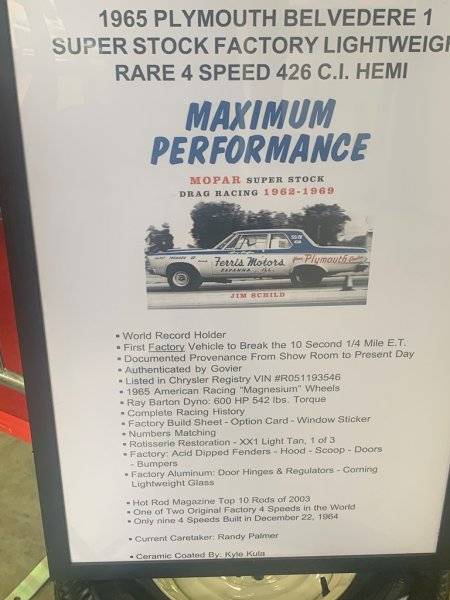 1965 PLYMOUTH BELVEDERE 1
SUPER STOCK FACTORY LIGHTWEIGH
RARE 4 SPEED 426 C.I. HEMI
MAXIMUM
PERFORMANCE
MOPAR SUPER STOCK
DRAG RACING 1962-1969
Ferris Motors
Plymouth
JIM SCHILD
• World Record Holder
• First Factory Vehicle to Break the 10 Second 1/4 Mile E.T.
• Documented Provenance From Show Room to Present Day
• Authenticated by Govier
• Listed in Chrysler Registry VIN #R051193546
• 1965 American Racing "Magnesium" Wheels
• Ray Barton Dyno: 600 HP 542 lbs. Torque
• Complete Racing History
• Factory Build Sheet - Option Card - Window Sticker
• Numbers Matching
• Rotisserie Restoration - XX1 Light Tan, 1 of 3
• Factory: Acid Dipped Fenders - Hood - Scoop - Doors
- Bumpers
• Factory Aluminum: Door Hinges & Regulators - Corning
Lightweight Glass
• Hot Rod Magazine Top 10 Rods of 2003
• One of Two Original Factory 4 Speeds in the World
• Only nine 4 Speeds Built in December 22, 1964
• Current Caretaker: Randy Palmer
• Ceramic Coated By: Kyle Kula